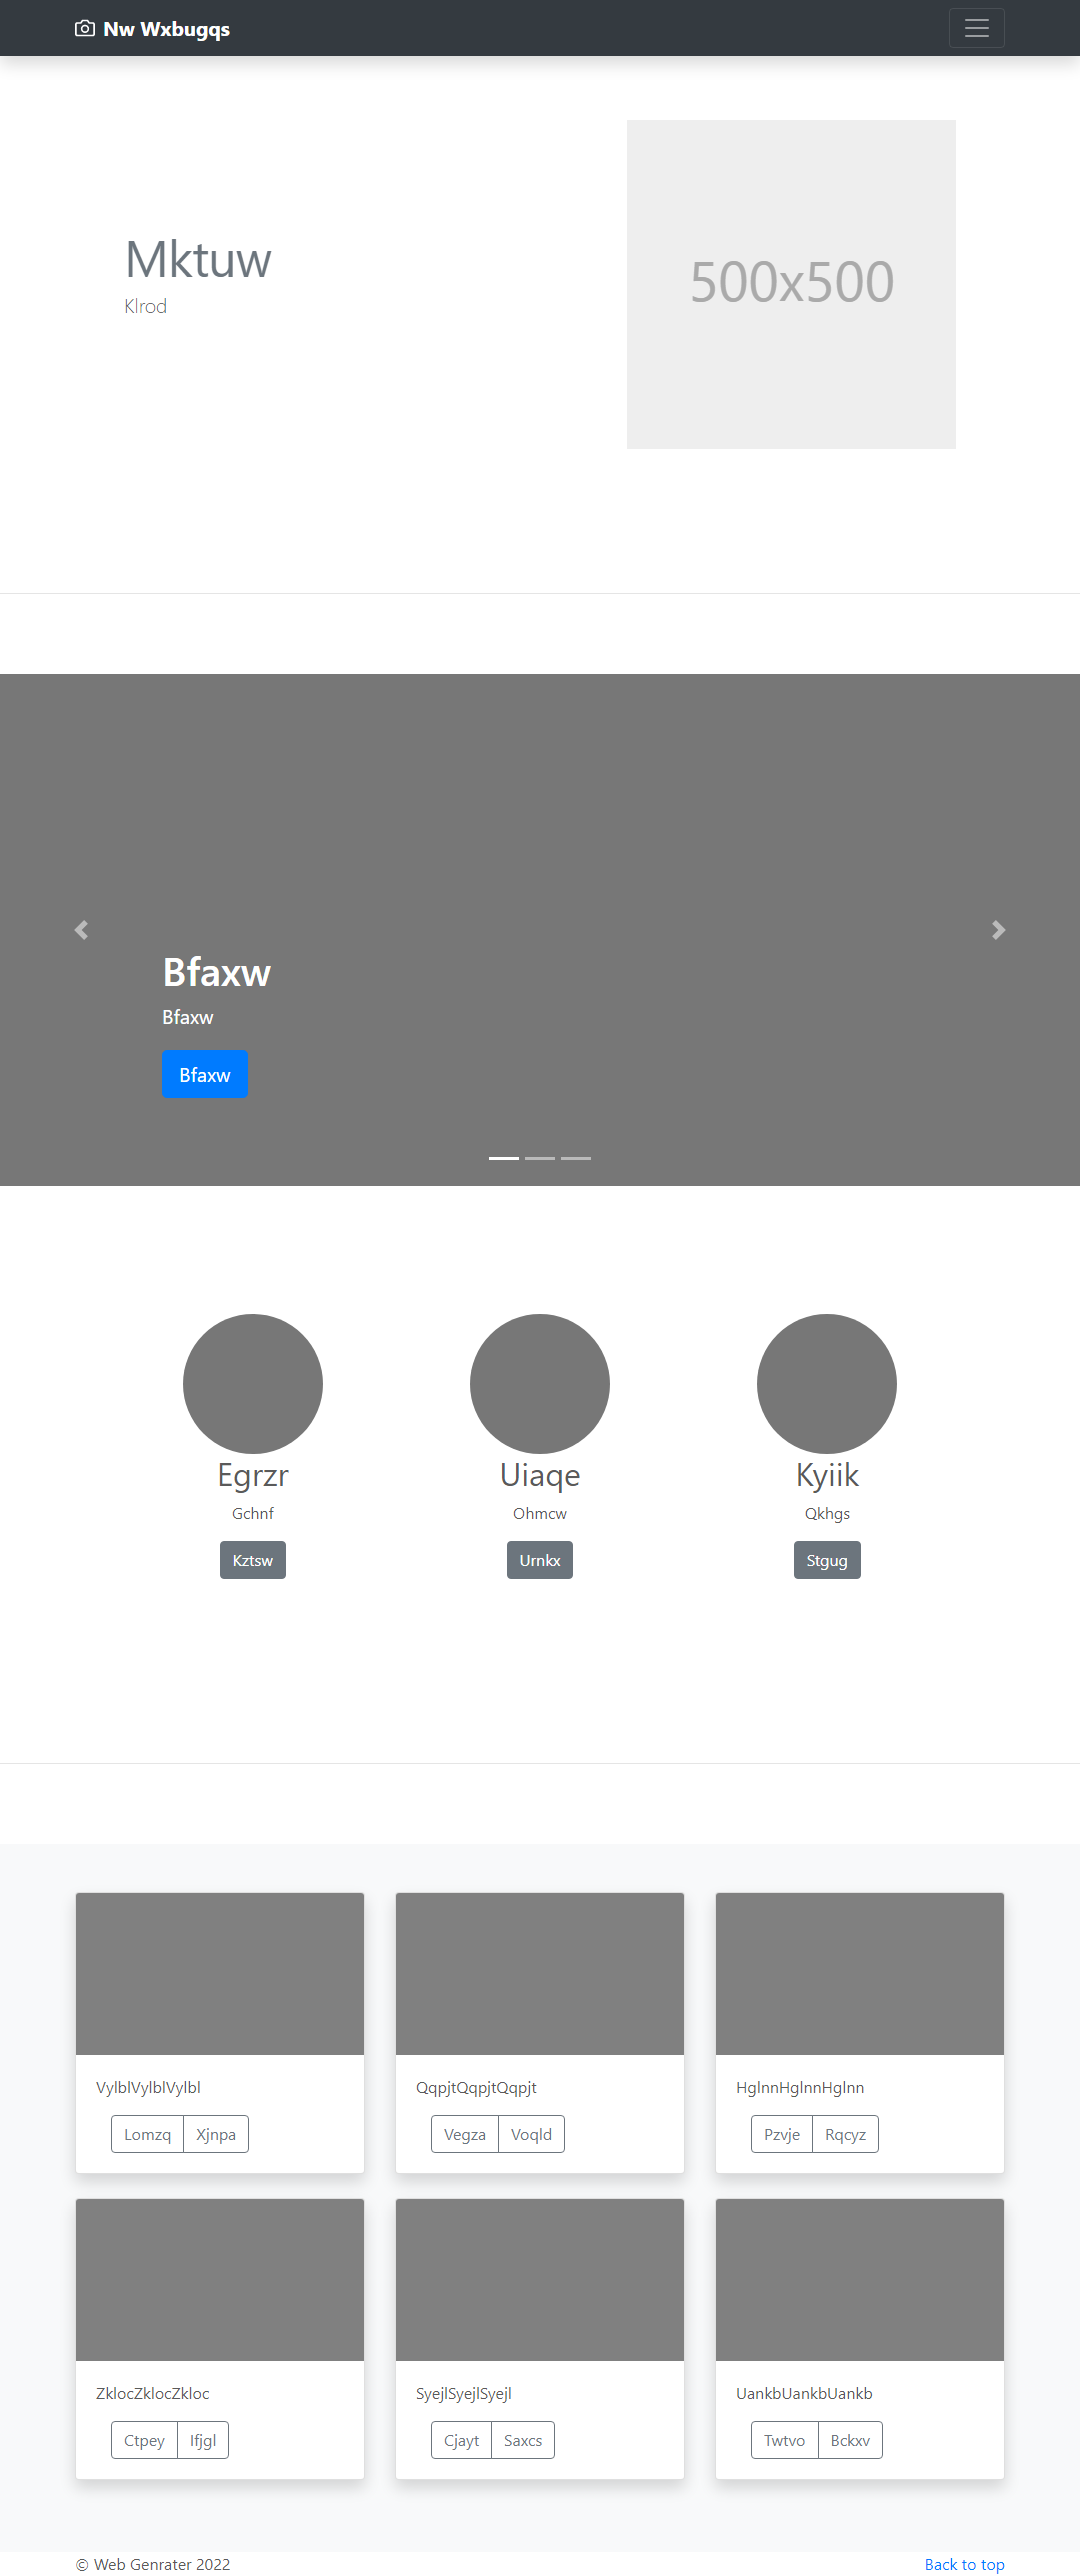 Nw Wxbugqs
Mktuw
Klrod
500x500
Bfaxw
Bfaxw
Bfaxw
Egrzr
Gchnf
Kztsw
Uiaqe
Ohmcw
Urnkx
Kyiik
Qkhgs
Stgug
VylblVylblVylbl
Lomzq Xjnpa
QqpjtQqpjtQqpjt
Vegza Voqld
HglnnHglnnHglnn
Pzvje Rqcyz
ZklocZklocZkloc
Ctpey Ifjgl
SyejlSyejlSyejl
Cjayt Saxcs
UankbUankbUankb
Twtvo Bckxv
© Web Genrater 2022
Back to top